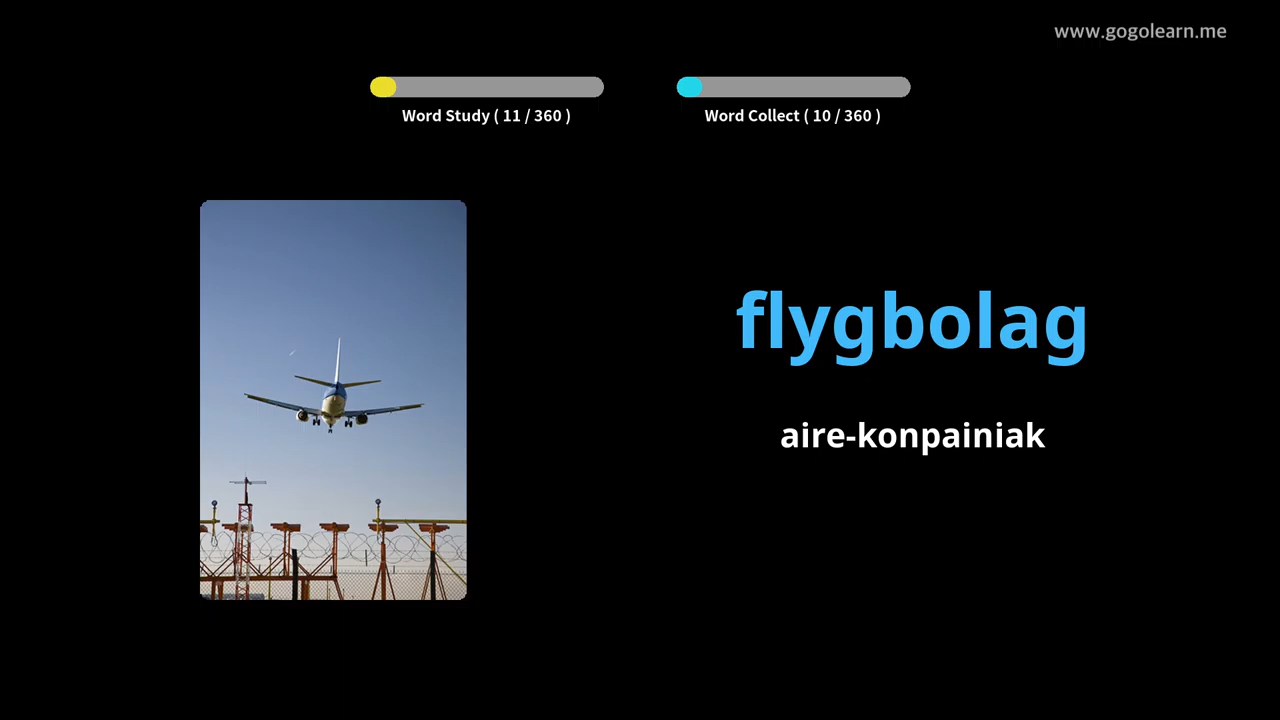 www.gogolearn.me
Word Study ( 11 / 360 )
Word Collect ( 10 / 360 )
flygbolag
aire-konpainiak